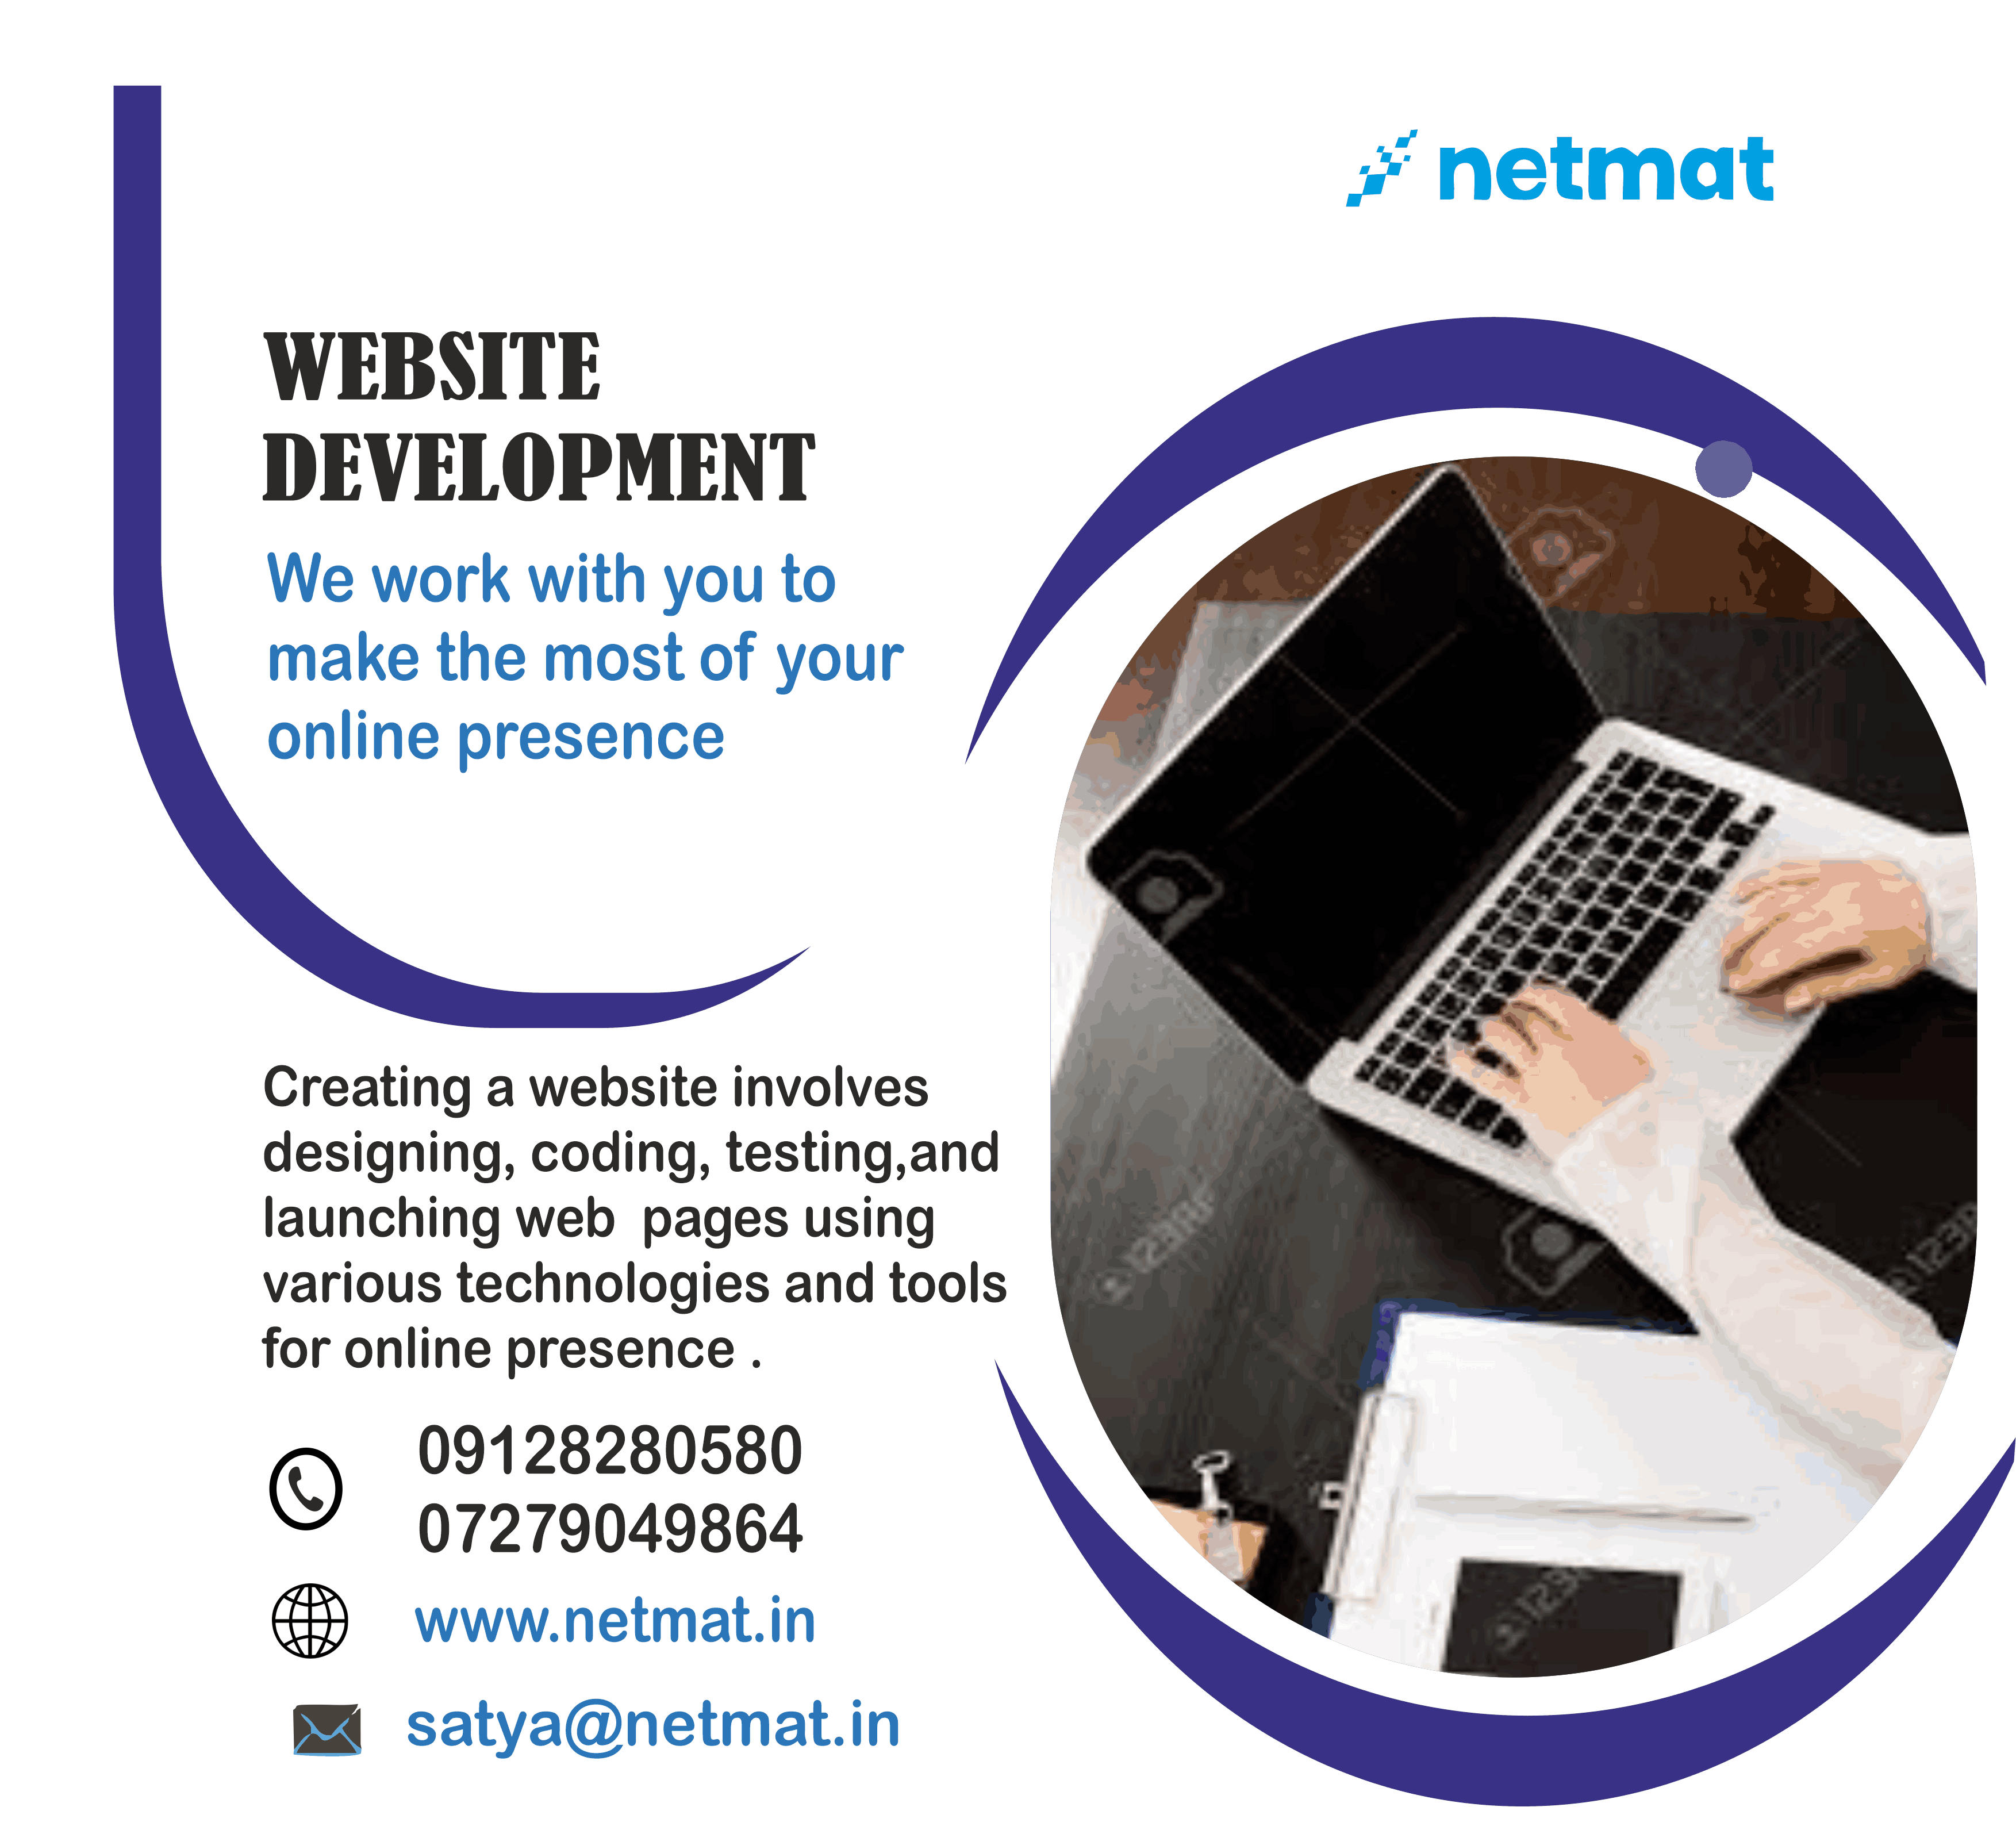 netmat
WEBSITE
DEVELOPMENT
We work with you to
make the most of your
online presence
Creating a website involves
designing, coding, testing,and
launching web pages using
various technologies and tools
for online presence .
09128280580
07279049864
www.netmat.in
satya@netmat.in